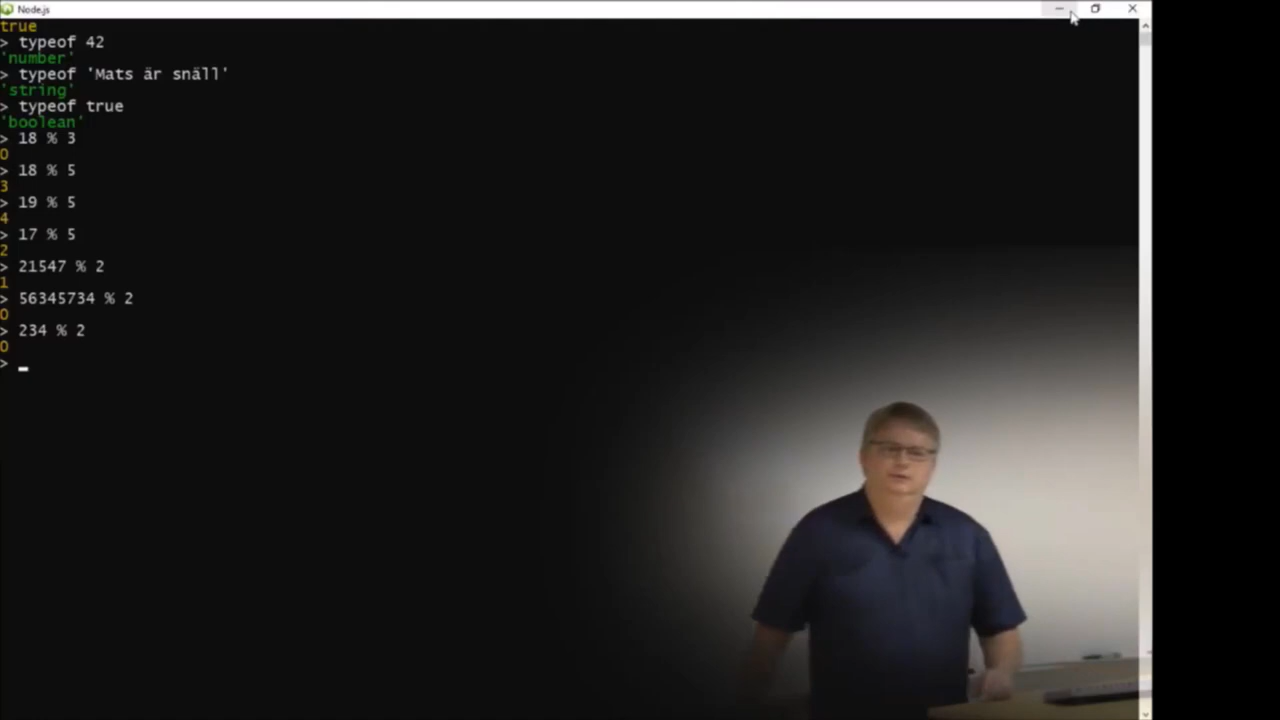 Node.js
true
> typeof 42
'number'
> typeof 'Mats är snäll'
'string'
> typeof true
'boolean'
> 18 % 3
0
> 18 % 5
3
> 19 % 5
4
> 17 % 5
2
> 21547 % 2
1
> 56345734 % 2
0
> 234 % 2
0
>